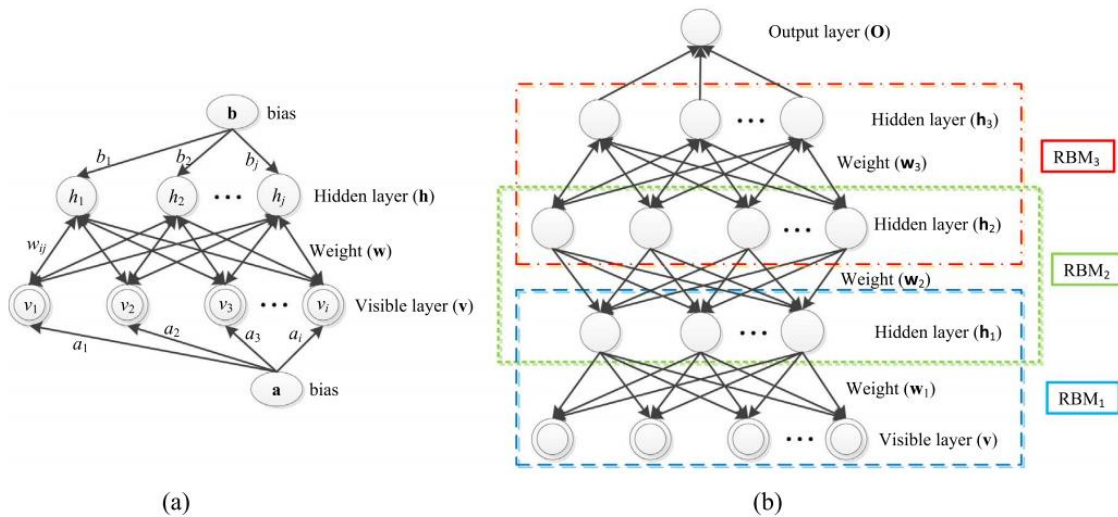 b bias
b1 b2 bj
h1 h2 ••• hj Hidden layer (h)
wij Weight (w)
v1 v2 v3 ••• vi Visible layer (v)
a1 a2 a3 ai
a bias
(a)
Output layer (O)
••• Hidden layer (h3)
Weight (w3)
RBM3
••• Hidden layer (h2)
Weight (w2)
RBM2
••• Hidden layer (h1)
Weight (w1)
RBM1
••• Visible layer (v)
(b)